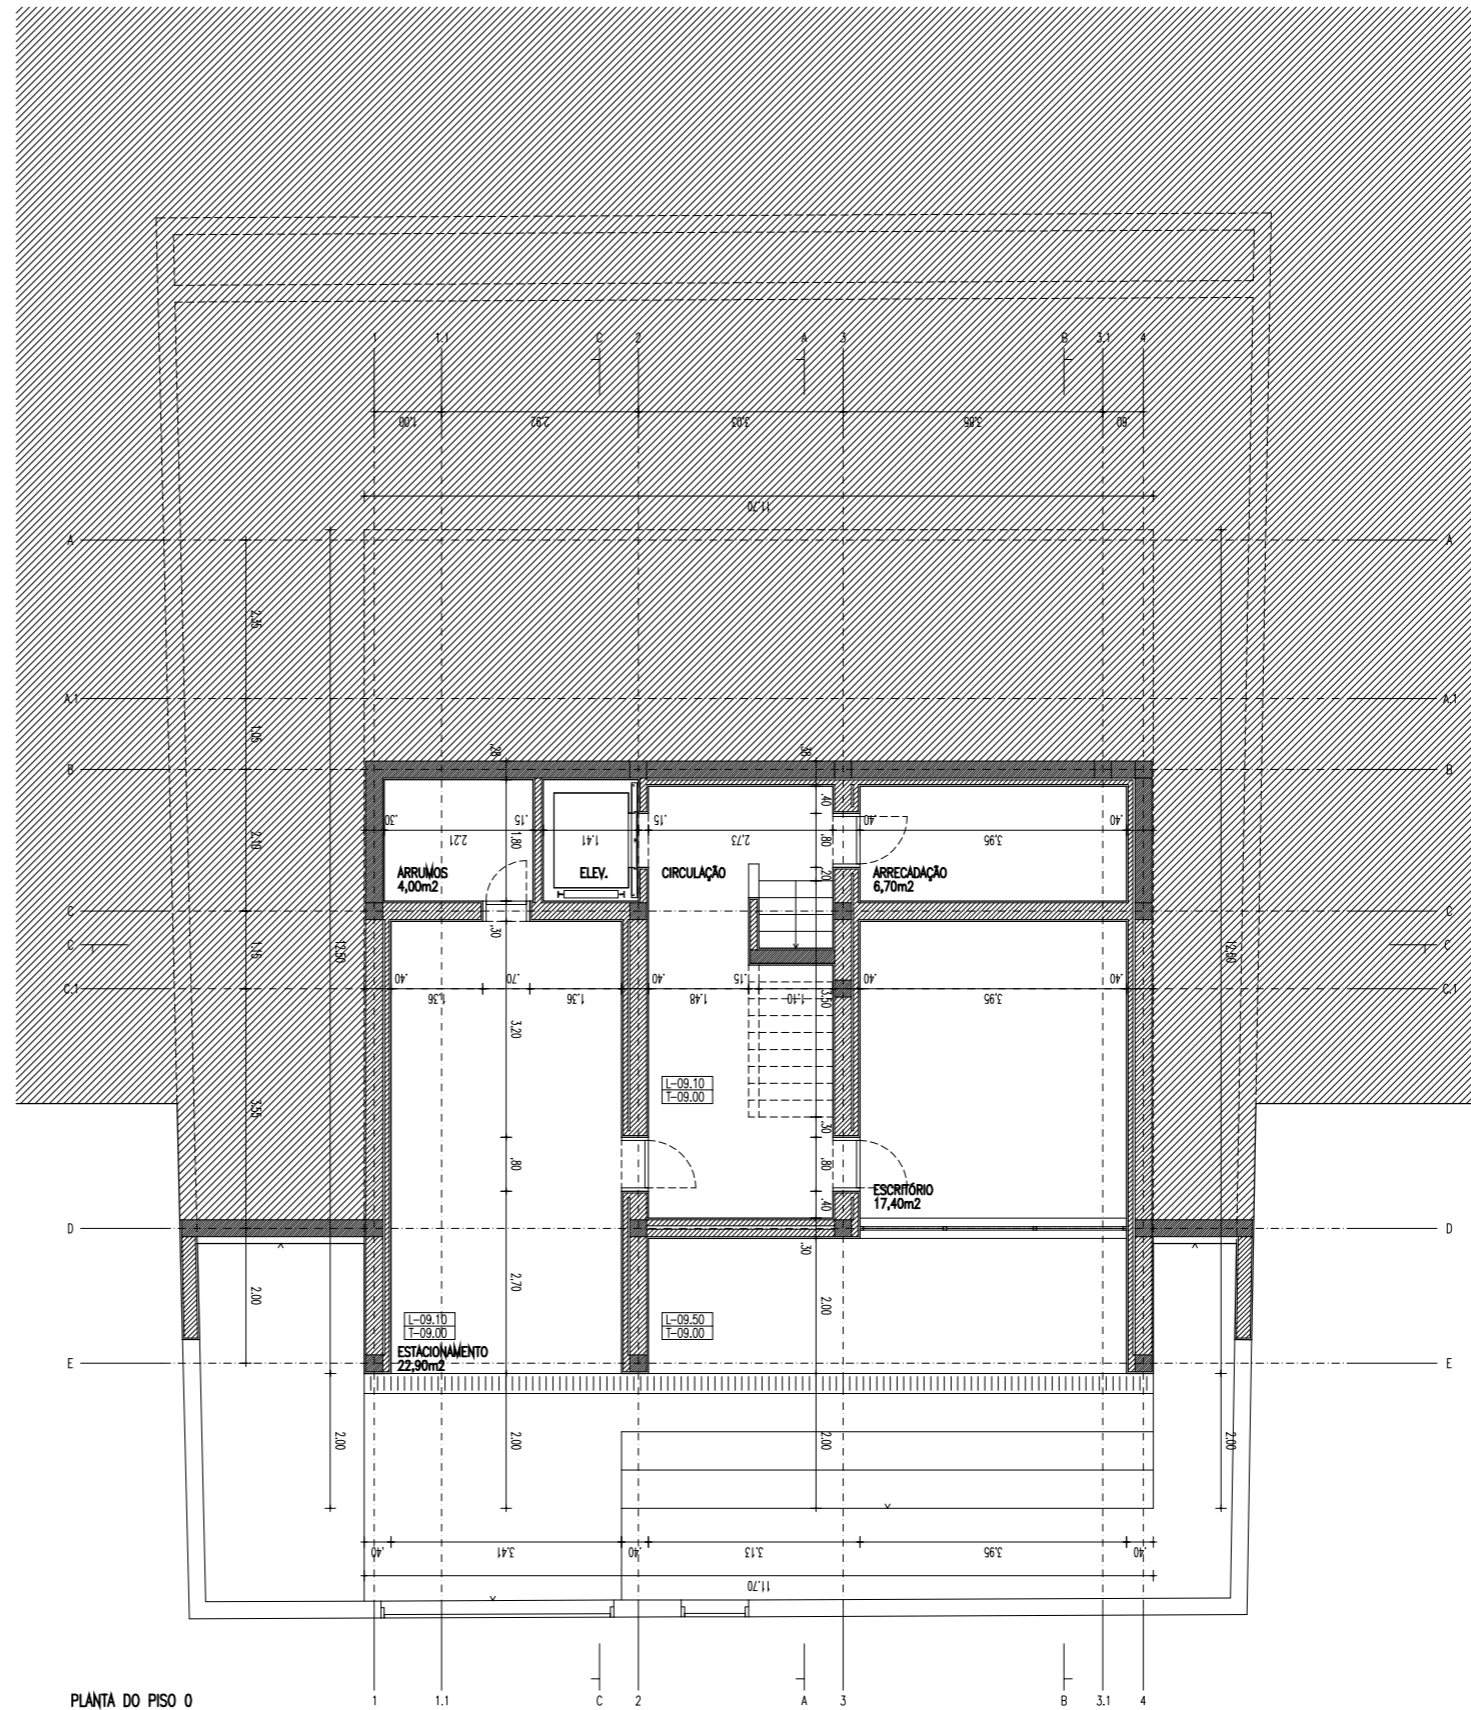 1 1.1 C 2 A 3 B 3.1 4
1,00 2,92 3,03 3,85 .60
11.70
A A
2.35
A.1 A.1
1.05
B B
.28 .38
.40
.30 2,21 .15 1.41 .15 2,73 .40 3,95 .40
1,80 .80
2.10
ARRUMOS ELEV. CIRCULAÇÃO ARRECADAÇÃO
4,00m2 6,70m2
.20
C C
.30
C C
1.15 12.50 12.50
C.1 C.1
.40 1.36 .70 1.36 .40 1.48 .15 1.10 .40 3,95 .40
3,50
3,20
L-09.10
T-09.00
3.55
.30
.80 .80
ESCRITÓRIO
17,40m2
.40
D D
.30
2.00 2,70 2.00
L-09.10 L-09.50
T-09.00 T-09.00
ESTACIONAMENTO
22,90m2
E E
2.00 2.00 2.00 2.00
.40 3.41 .40 3.13 3,95 .40
11.70
1 1.1 C 2 A 3 B 3.1 4
PLANTA DO PISO 0